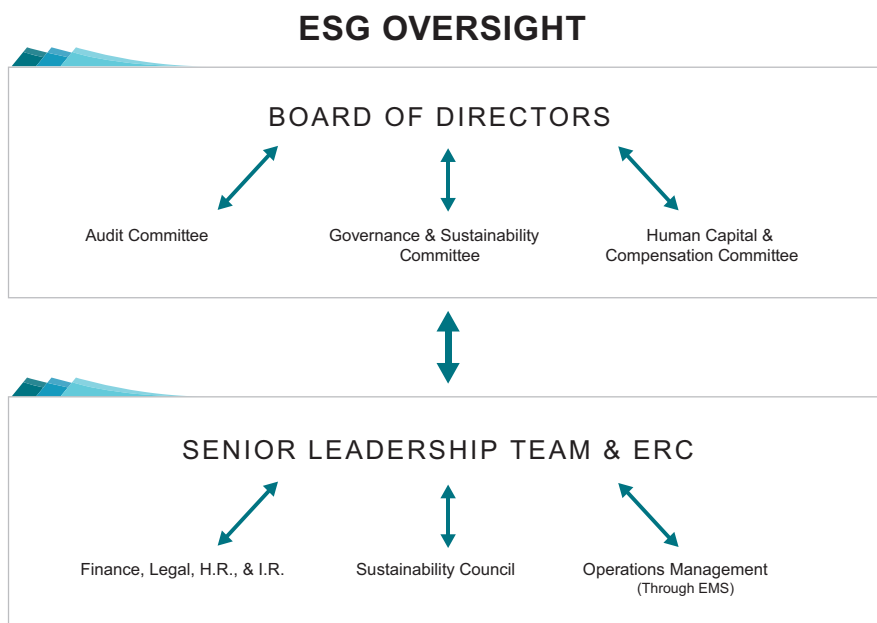 ESG OVERSIGHT
BOARD OF DIRECTORS
Audit Committee
Governance & Sustainability
Committee
Human Capital &
Compensation Committee
SENIOR LEADERSHIP TEAM & ERC
Finance, Legal, H.R., & I.R.
Sustainability Council
Operations Management
(Through EMS)